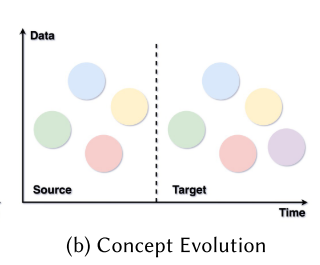 Data
Source
Target
Time
(b) Concept Evolution